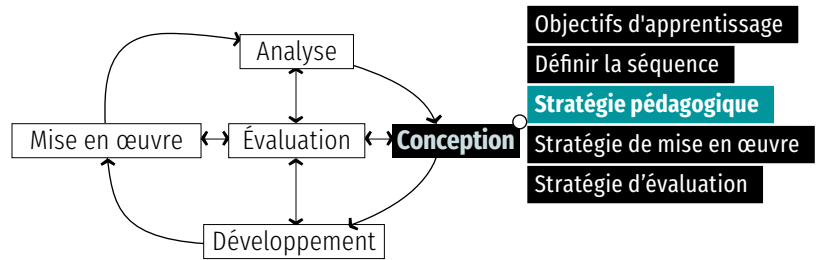 Analyse
Mise en œuvre
Évaluation
Conception
Développement
Objectifs d'apprentissage
Définir la séquence
Stratégie pédagogique
Stratégie de mise en œuvre
Stratégie d’évaluation